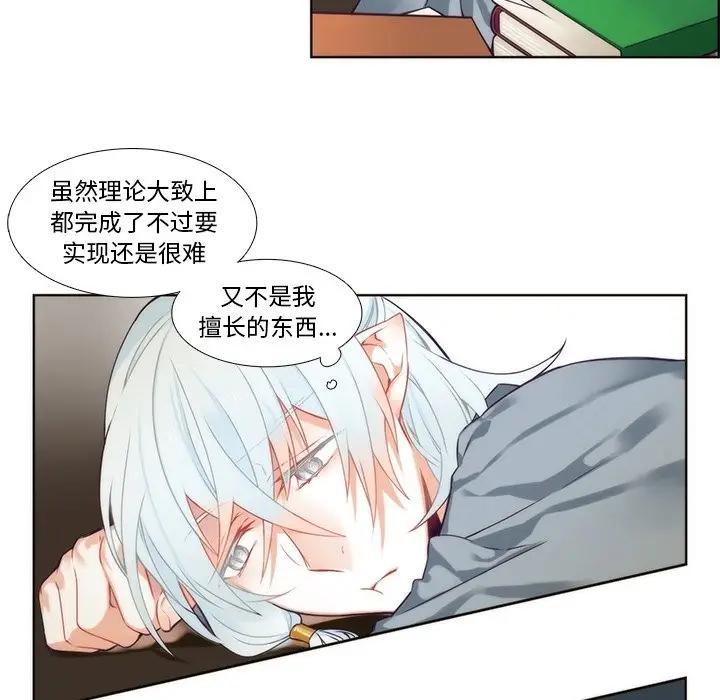 虽然理论大致上
都完成了不过要
实现还是很难
又不是我
擅长的东西...